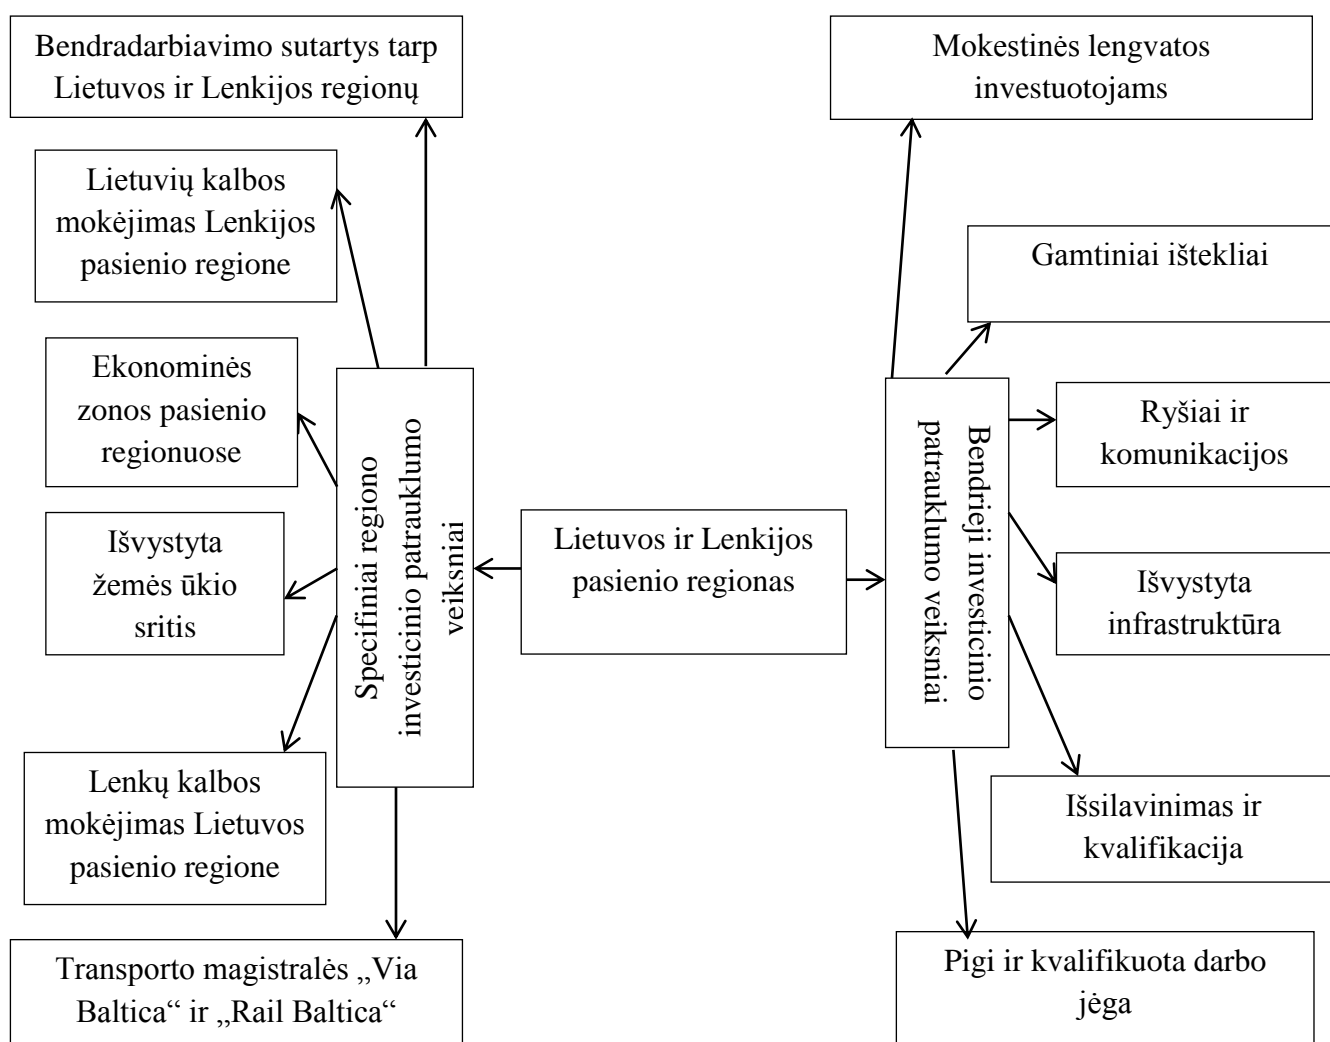 Bendradarbiavimo sutartys tarp
Lietuvos ir Lenkijos regionų
Lietuvių kalbos
mokėjimas Lenkijos
pasienio regione
Ekonominės
zonos pasienio
regionuose
Išvystyta
žemės ūkio
sritis
Lenkų kalbos
mokėjimas Lietuvos
pasienio regione
Transporto magistralės „Via
Baltica“ ir „Rail Baltica“
Specifiniai regiono
investicinio patrauklumo
veiksniai
Lietuvos ir Lenkijos
pasienio regionas
Bendrieji investicinio
patrauklumo veiksniai
Mokestinės lengvatos
investuotojams
Gamtiniai ištekliai
Ryšiai ir
komunikacijos
Išvystyta
infrastruktūra
Išsilavinimas ir
kvalifikacija
Pigi ir kvalifikuota darbo
jėga